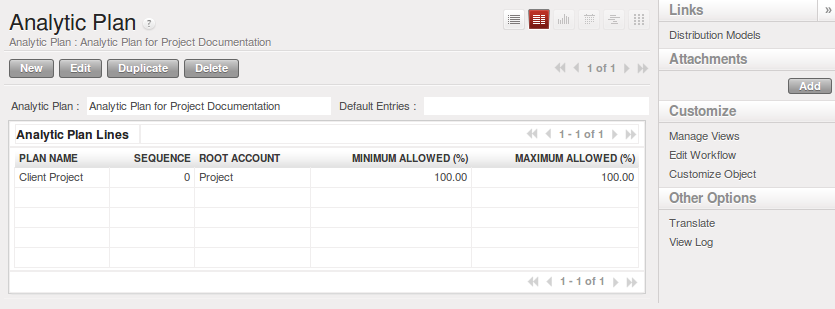 Analytic Plan ?
Analytic Plan : Analytic Plan for Project Documentation
New Edit Duplicate Delete
1 of 1
Analytic Plan : Analytic Plan for Project Documentation Default Entries :
Analytic Plan Lines
1 - 1 of 1
PLAN NAME SEQUENCE ROOT ACCOUNT MINIMUM ALLOWED (%) MAXIMUM ALLOWED (%)
Client Project 0 Project 100.00 100.00
1 - 1 of 1
Links »
Distribution Models
Attachments
Add
Customize
Manage Views
Edit Workflow
Customize Object
Other Options
Translate
View Log